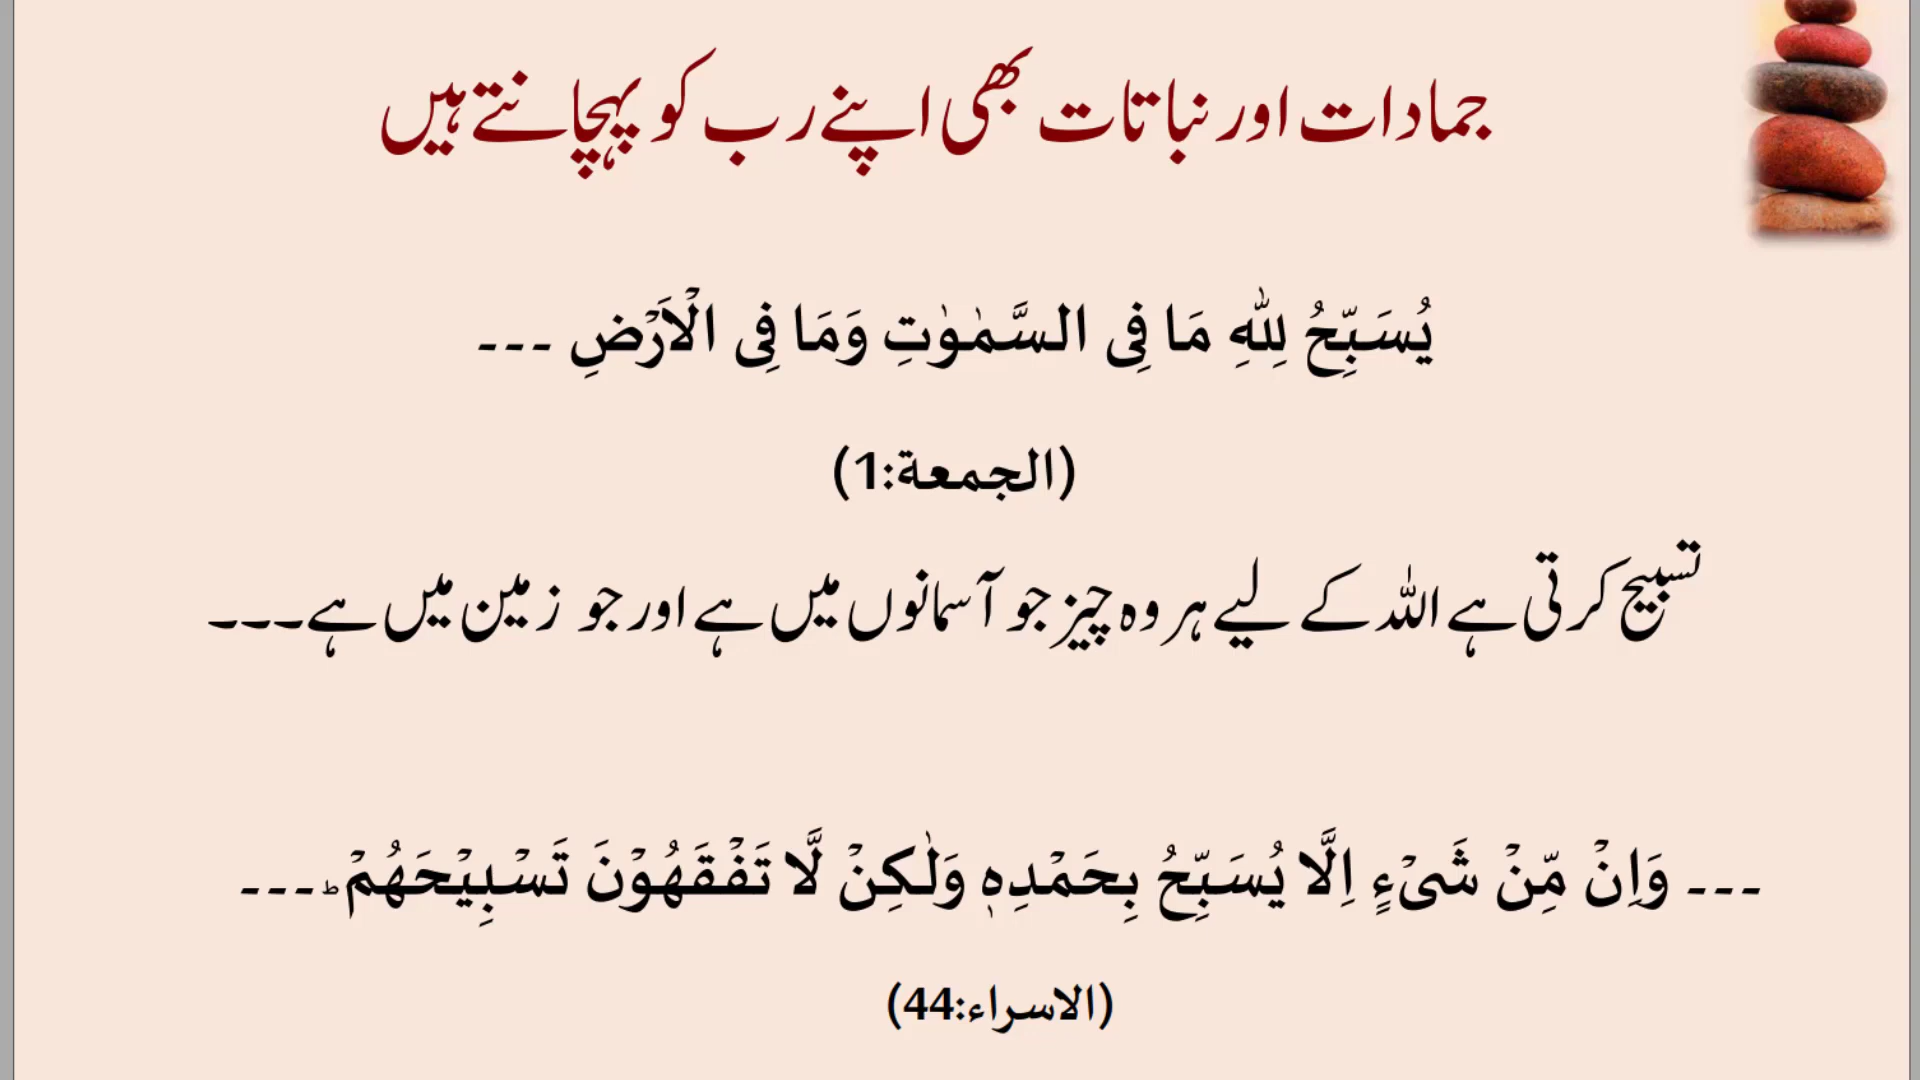 جمادات اور نباتات بھی اپنے رب کو پہچانتے ہیں
یُسَبِّحُ لِلّٰهِ مَا فِی السَّمٰوٰتِ وَمَا فِی الْاَرْضِ ---
(الجمعة:1)
تسبیح کرتی ہے اللہ کے لیے ہر وہ چیز جو آسمانوں میں ہے اور جو زمین میں ہے۔۔۔
--- وَاِنْ مِّنْ شَیْءٍ اِلَّا یُسَبِّحُ بِحَمْدِهٖ وَلٰكِنْ لَّا تَفْقَهُوْنَ تَسْبِیْحَهُمْ ؕ ---
(الاسراء:44)